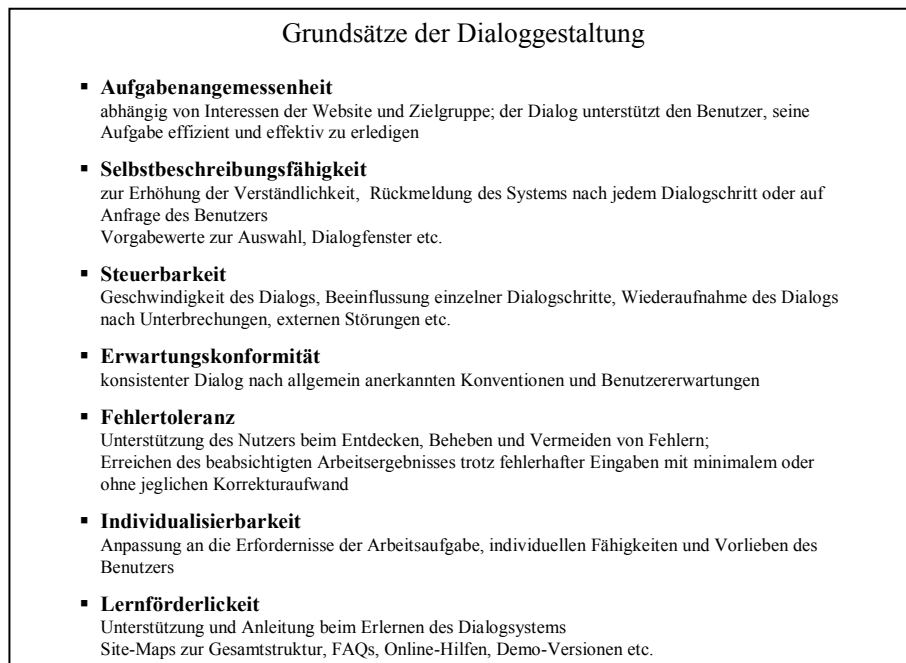 Grundsätze der Dialoggestaltung
▪ Aufgabenangemessenheit
abhängig von Interessen der Website und Zielgruppe; der Dialog unterstützt den Benutzer, seine
Aufgabe effizient und effektiv zu erledigen
▪ Selbstbeschreibungsfähigkeit
zur Erhöhung der Verständlichkeit, Rückmeldung des Systems nach jedem Dialogschritt oder auf
Anfrage des Benutzers
Vorgabewerte zur Auswahl, Dialogfenster etc.
▪ Steuerbarkeit
Geschwindigkeit des Dialogs, Beeinflussung einzelner Dialogschritte, Wiederaufnahme des Dialogs
nach Unterbrechungen, externen Störungen etc.
▪ Erwartungskonformität
konsistenter Dialog nach allgemein anerkannten Konventionen und Benutzererwartungen
▪ Fehlertoleranz
Unterstützung des Nutzers beim Entdecken, Beheben und Vermeiden von Fehlern;
Erreichen des beabsichtigten Arbeitsergebnisses trotz fehlerhafter Eingaben mit minimalem oder
ohne jeglichen Korrekturaufwand
▪ Individualisierbarkeit
Anpassung an die Erfordernisse der Arbeitsaufgabe, individuellen Fähigkeiten und Vorlieben des
Benutzers
▪ Lernförderlickeit
Unterstützung und Anleitung beim Erlernen des Dialogsystems
Site-Maps zur Gesamtstruktur, FAQs, Online-Hilfen, Demo-Versionen etc.